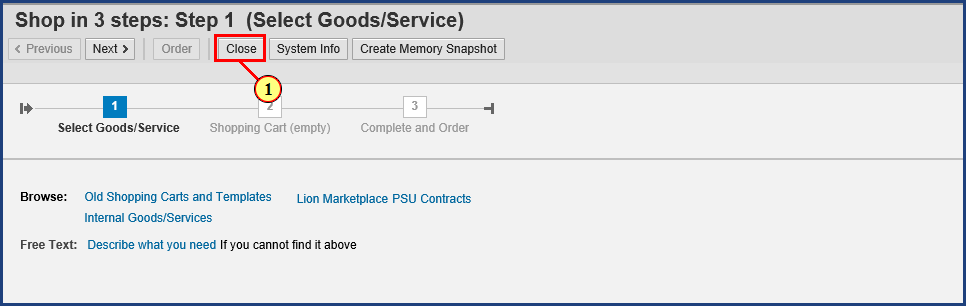 Shop in 3 steps: Step 1  (Select Goods/Service)
Previous Next Order Close System Info Create Memory Snapshot
1
1 2 3
Select Goods/Service Shopping Cart (empty) Complete and Order
Browse: Old Shopping Carts and Templates Lion Marketplace PSU Contracts
Internal Goods/Services
Free Text: Describe what you need If you cannot find it above